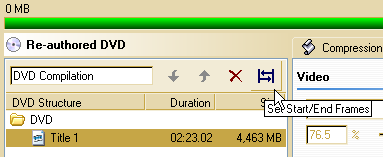 0 MB
Re-authored DVD
Compression
DVD Compilation
Video
Set Start/End Frames
DVD Structure Duration
DVD
76.5 %
Title 1 02:23.02 4,463 MB